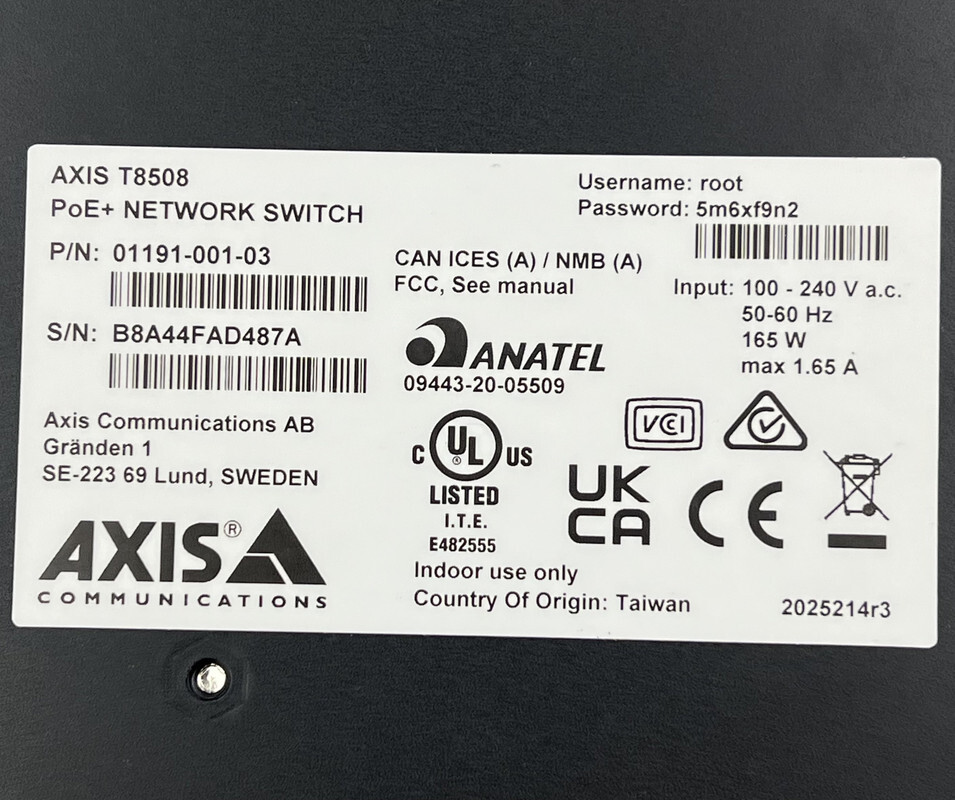 AXIS T8508
PoE+ NETWORK SWITCH
P/N: 01191-001-03
S/N: B8A44FAD487A
Axis Communications AB
Gränden 1
SE-223 69 Lund, SWEDEN
AXIS®
COMMUNICATIONS
CAN ICES (A) / NMB (A)
FCC, See manual
ANATEL
09443-20-05509
C UL® US
LISTED
I.T.E.
E482555
Indoor use only
Country Of Origin: Taiwan
Username: root
Password: 5m6xf9n2
Input: 100 - 240 V a.c.
50-60 Hz
165 W
max 1.65 A
VCI
UK
CA
CE
2025214r3